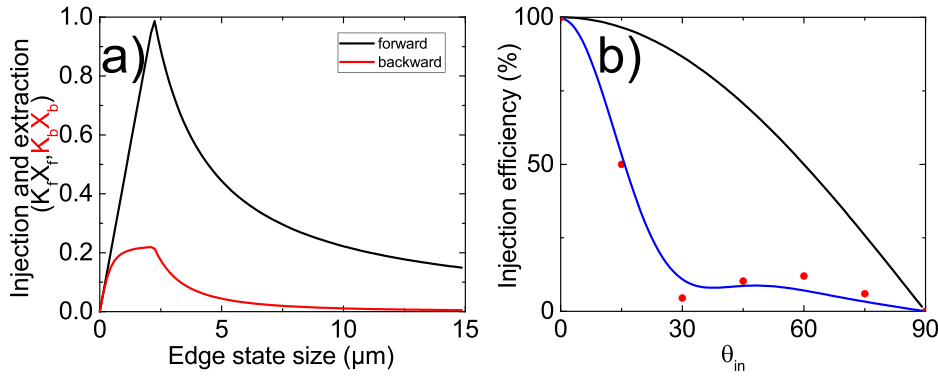 a)
Injection and extraction
(KfXf,KbXb)
1.0
0.8
0.6
0.4
0.2
0.0
forward
backward
0
5
10
15
Edge state size (μm)
b)
Injection efficiency (%)
100
50
0
0
30
60
90
θin